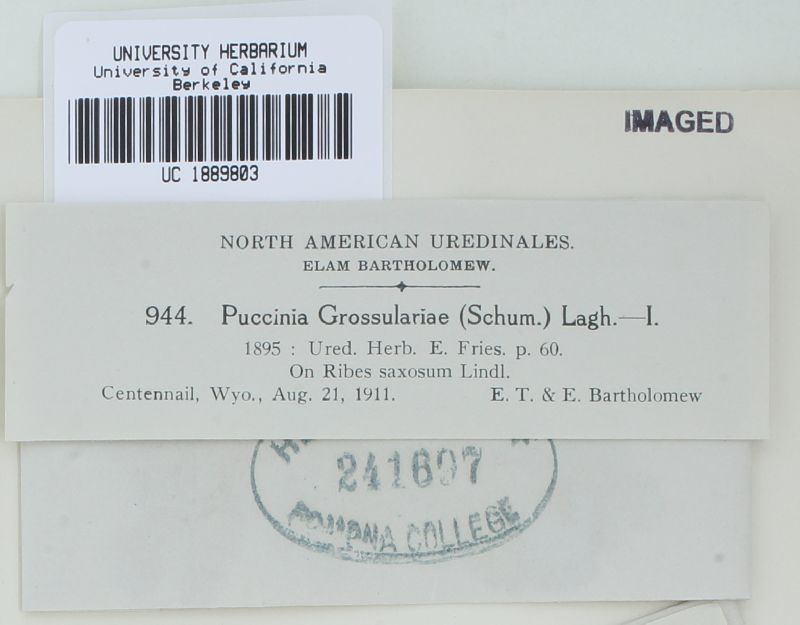 UNIVERSITY HERBARIUM
University of California
Berkeley
UC 1889803
IMAGED
NORTH AMERICAN UREDINALES.
ELAM BARTHOLOMEW.
944. Puccinia Grossulariae (Schum.) Lagh.—I.
1895 : Ured. Herb. E. Fries. p. 60.
On Ribes saxosum Lindl.
Centennail, Wyo., Aug. 21, 1911. E. T. & E. Bartholomew
241607
POMONA COLLEGE